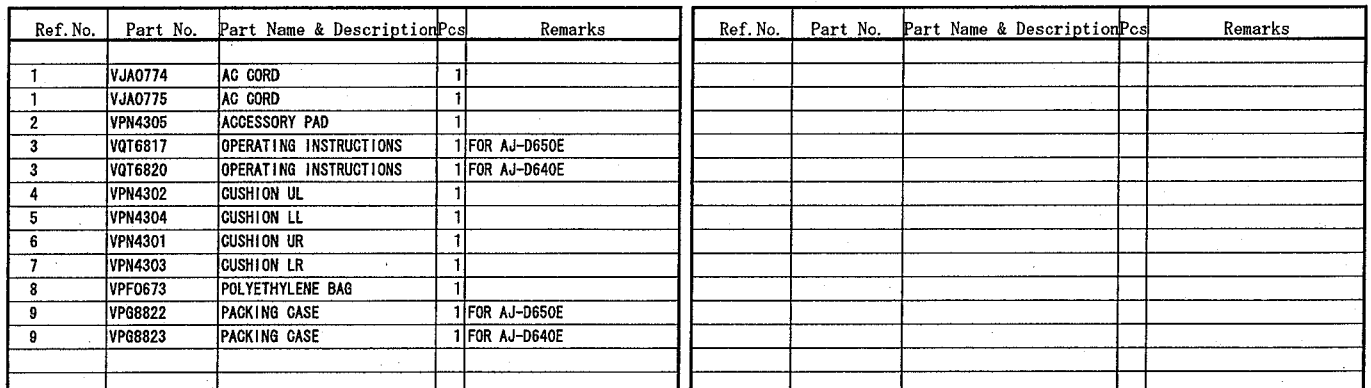 Ref. No. Part No. Part Name & Description Pcs Remarks Ref. No. Part No. Part Name & Description Pcs Remarks
1 VJA0774 AC CORD 1
1 VJA0775 AC CORD 1
2 VPN4305 ACCESSORY PAD 1
3 VQT6817 OPERATING INSTRUCTIONS 1 FOR AJ-D650E
3 VQT6820 OPERATING INSTRUCTIONS 1 FOR AJ-D640E
4 VPN4302 CUSHION UL 1
5 VPN4304 CUSHION LL 1
6 VPN4301 CUSHION UR 1
7 VPN4303 CUSHION LR 1
8 VPF0673 POLYETHYLENE BAG 1
9 VPG8822 PACKING CASE 1 FOR AJ-D650E
9 VPG8823 PACKING CASE 1 FOR AJ-D640E